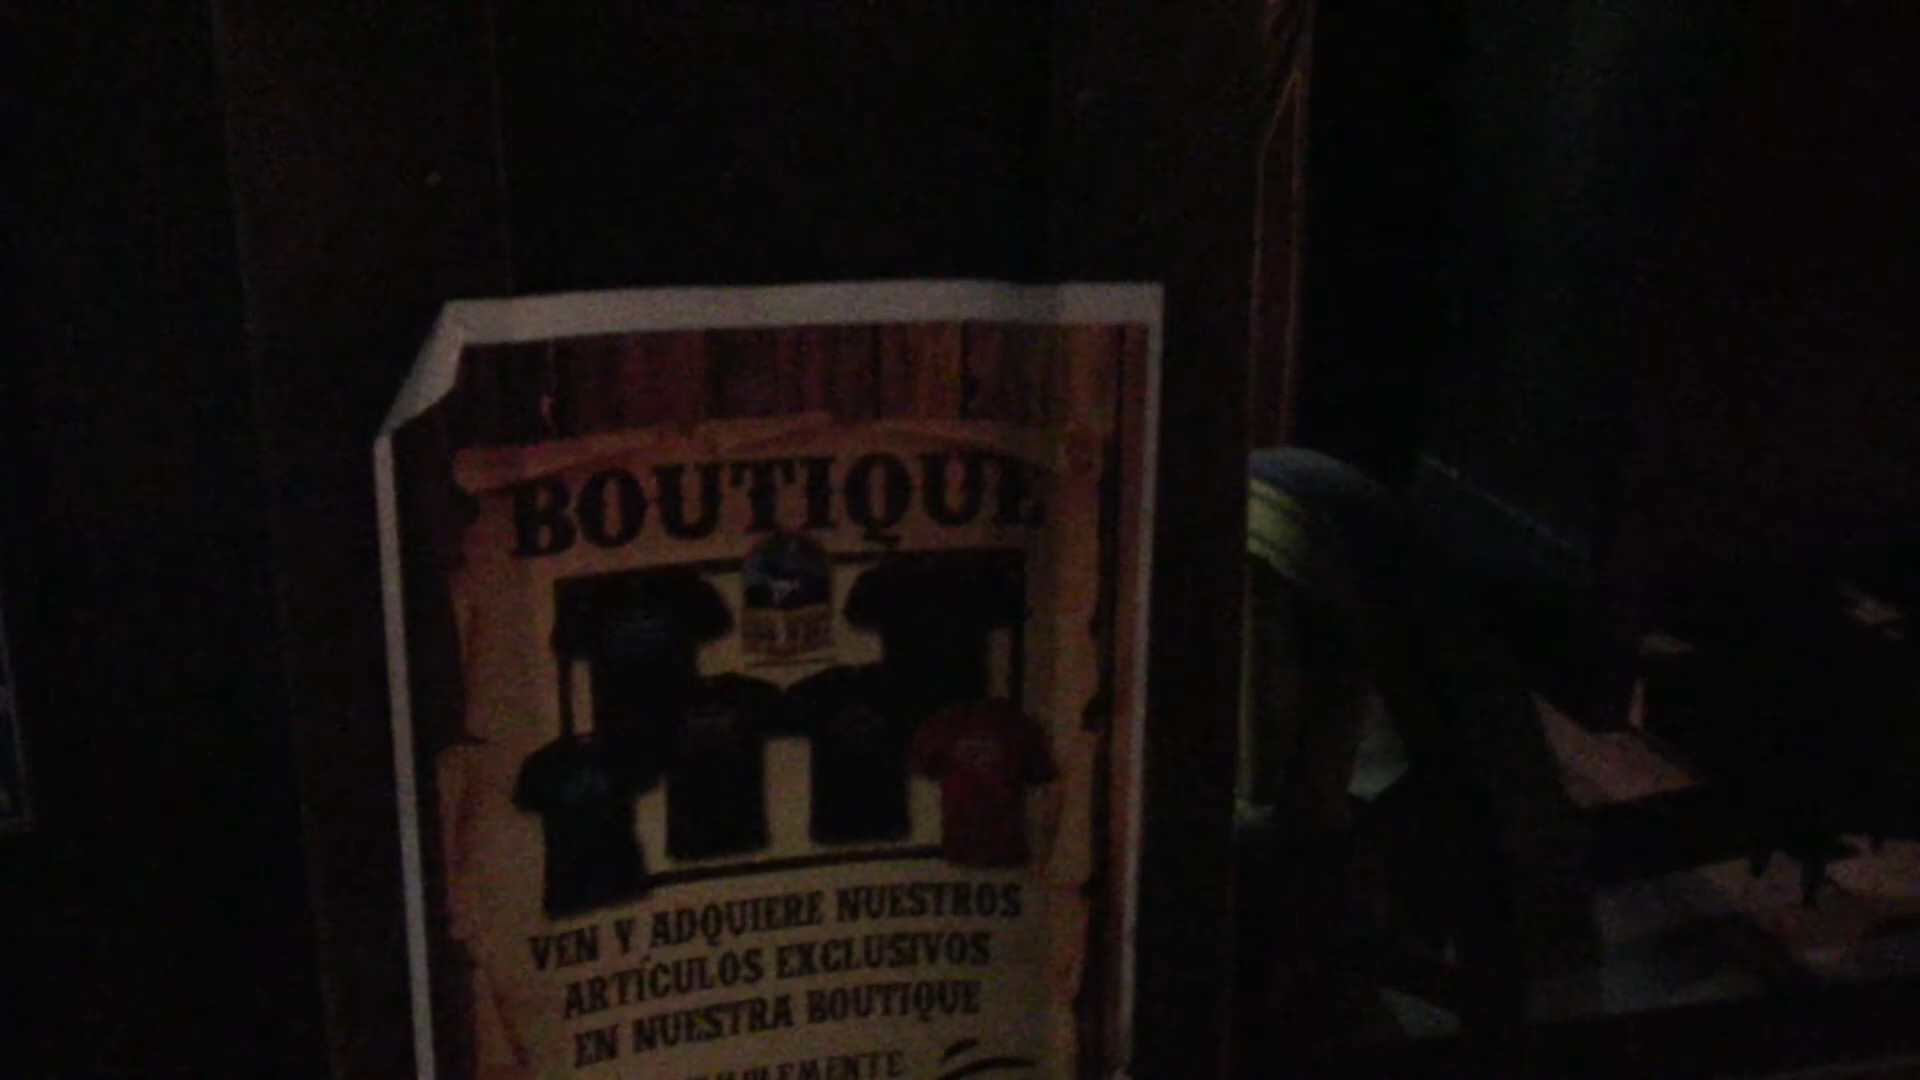 BOUTIQUE
VEN Y ADQUIERE NUESTROS
ARTÍCULOS EXCLUSIVOS
EN NUESTRA BOUTIQUE